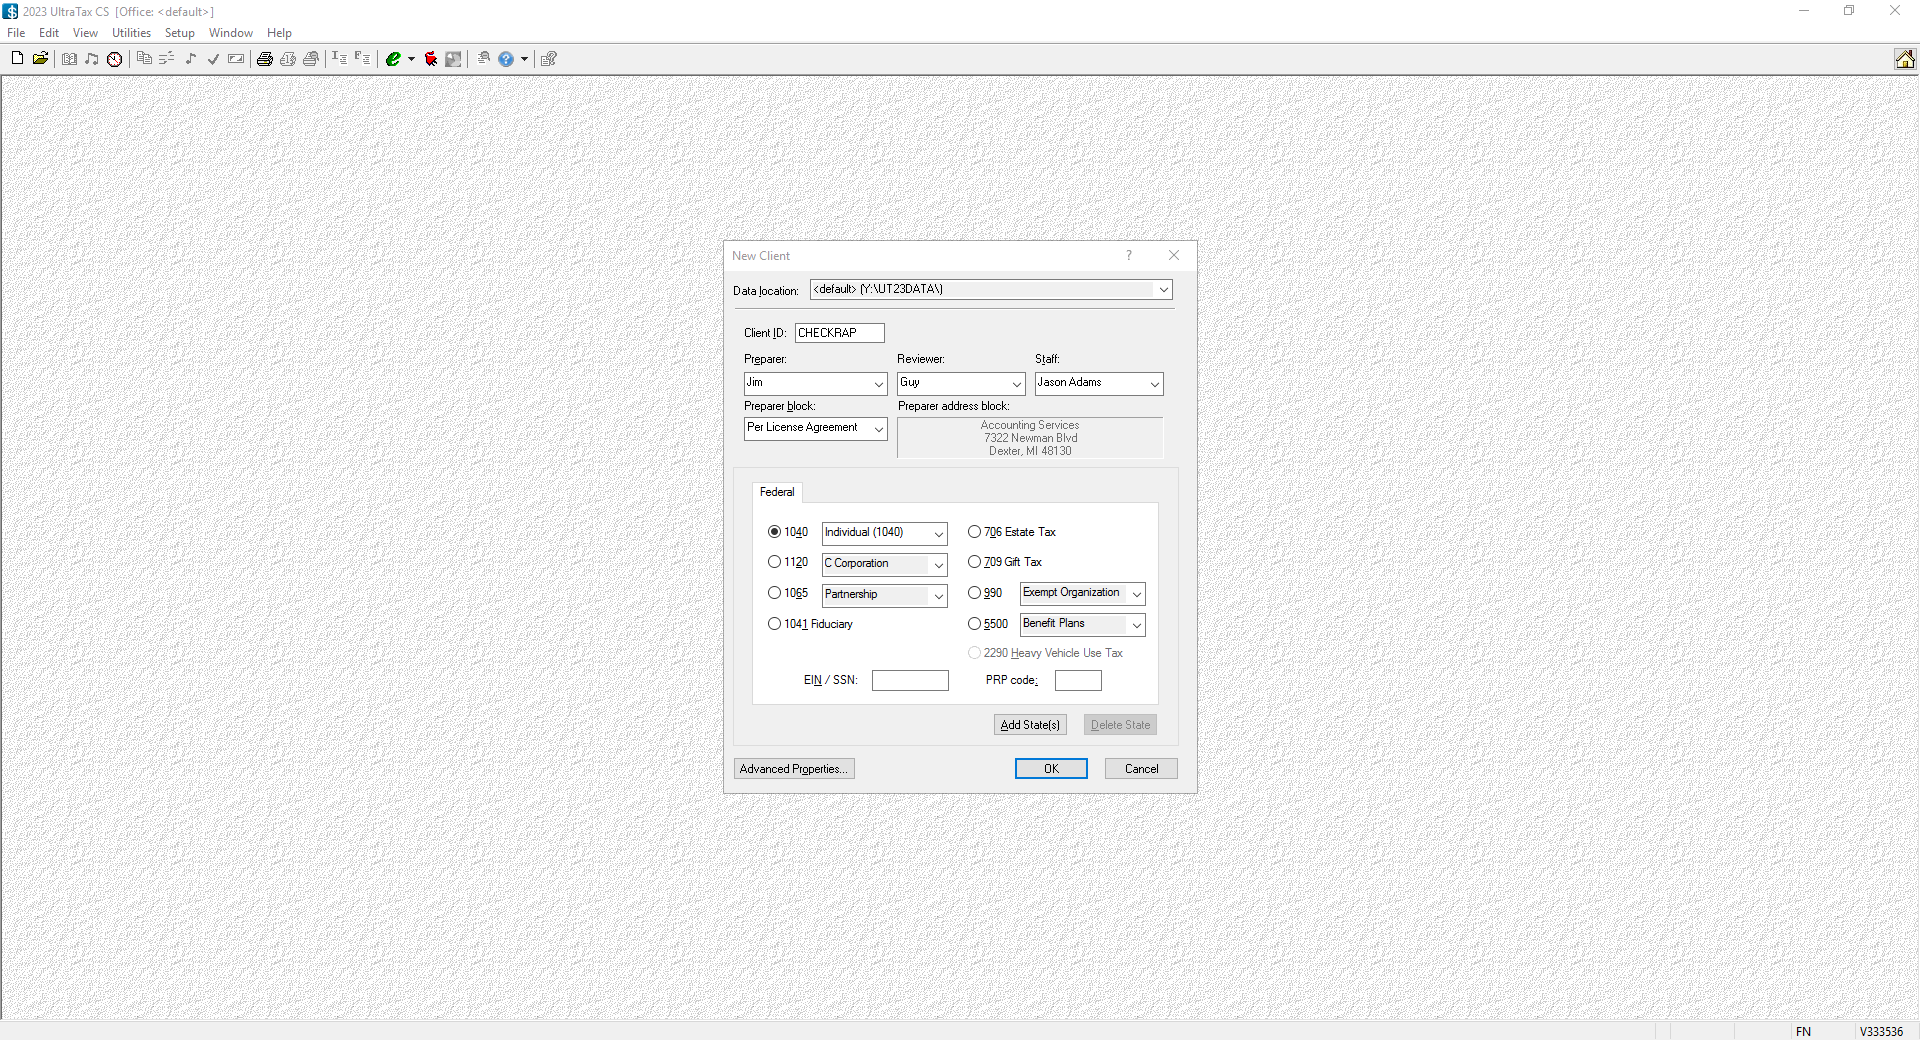 2023 UltraTax CS [Office: <default>]
File Edit View Utilities Setup Window Help
New Client
Data location: <default> (Y:\UT23DATA\)
Client ID: CHECKRAP
Preparer: Reviewer: Staff:
Jim Guy Jason Adams
Preparer block: Preparer address block:
Per License Agreement
Accounting Services
7322 Newman Blvd
Dexter, MI 48130
Federal
1040 Individual (1040) 706 Estate Tax
1120 C Corporation 709 Gift Tax
1065 Partnership 990 Exempt Organization
1041 Fiduciary 5500 Benefit Plans
2290 Heavy Vehicle Use Tax
EIN / SSN: PRP code:
Add State(s) Delete State
Advanced Properties... OK Cancel
FN V333536